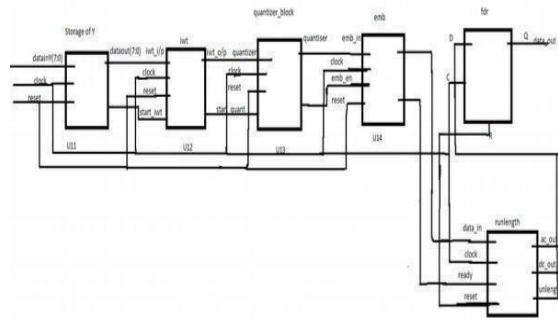 Storage of Y
iwt
quantizer_block
emb
fdr
datainY(7:0)
dataout(7:0)
iwt_i/p
iwt_o/p
quantizer
quantiser
emb_in
D
Q
data_out
clock
clock
clock
clock
emb_en
C
reset
reset
reset
reset
start_iwt
start_quant
U11
U12
U13
U14
data_in
runlength
ac_out
clock
dc_out
ready
unlengt
reset